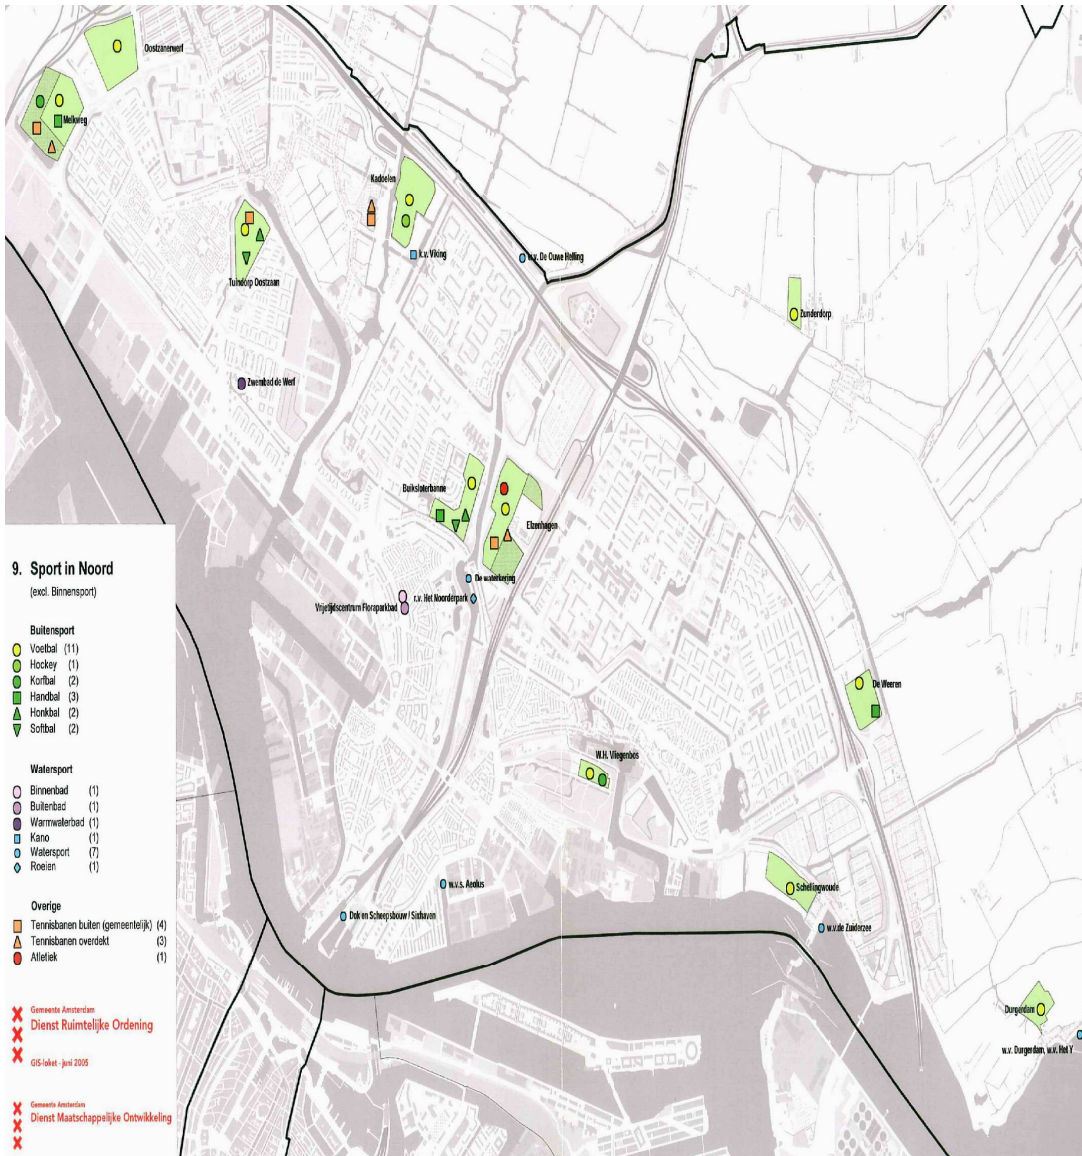 Oostzanerwerf
Melkweg
Kadoelen
k.v. Viking
w.v. De Ouwe Helling
Tuindorp Oostzaan
Zunderdorp
Zwembad de Werf
Buiksloterbanne
Elzenhagen
De waterkering
r.v. Het Noorderpark
Vrijetijdscentrum Floraparkbad
De Weeren
W.H. Vliegenbos
w.v.s. Aeolus
Schellingwoude
Dok en Scheepsbouw / Sixhaven
w.v.de Zuiderzee
Durgerdam
w.v. Durgerdam, w.v. Het Y
9. Sport in Noord
(excl. Binnensport)
Buitensport
Voetbal (11)
Hockey (1)
Korfbal (2)
Handbal (3)
Honkbal (2)
Softbal (2)
Watersport
Binnenbad (1)
Buitenbad (1)
Warmwaterbad (1)
Kano (1)
Watersport (7)
Roeien (1)
Overige
Tennisbanen buiten (gemeentelijk) (4)
Tennisbanen overdekt (3)
Atletiek (1)
Gemeente Amsterdam
Dienst Ruimtelijke Ordening
GIS-loket - juni 2005
Gemeente Amsterdam
Dienst Maatschappelijke Ontwikkeling